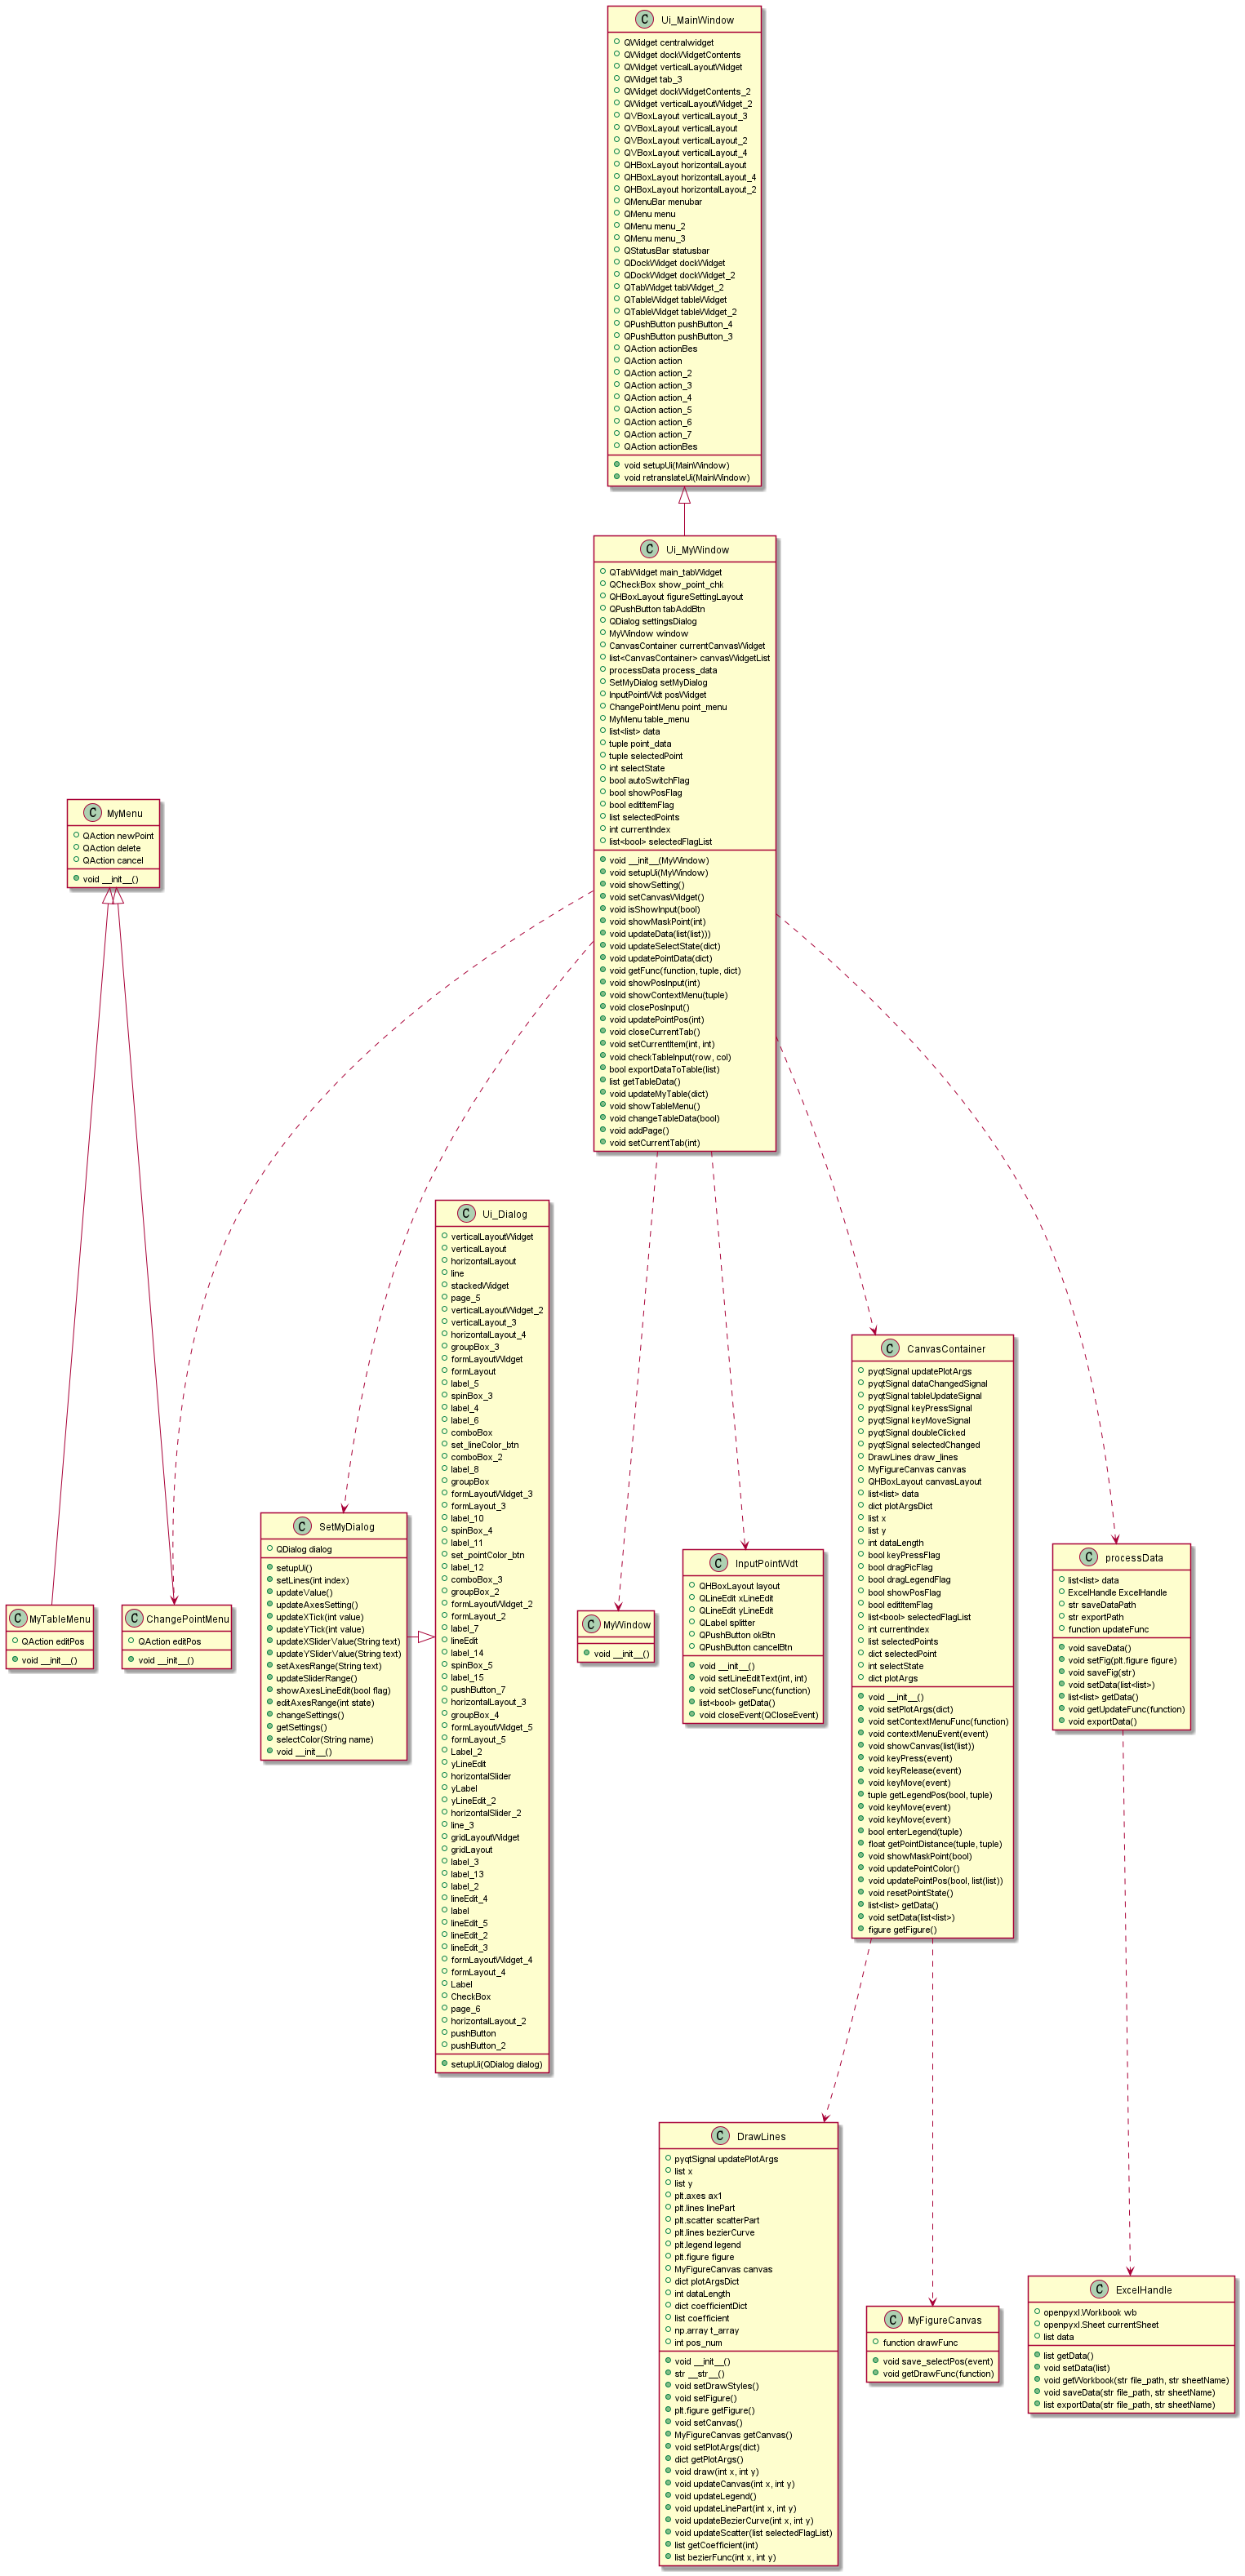 C Ui_MainWindow
QWidget centralwidget
QWidget dockWidgetContents
QWidget verticalLayoutWidget
QWidget tab_3
QWidget dockWidgetContents_2
QWidget verticalLayoutWidget_2
QVBoxLayout verticalLayout_3
QVBoxLayout verticalLayout
QVBoxLayout verticalLayout_2
QVBoxLayout verticalLayout_4
QHBoxLayout horizontalLayout
QHBoxLayout horizontalLayout_4
QHBoxLayout horizontalLayout_2
QMenuBar menubar
QMenu menu
QMenu menu_2
QMenu menu_3
QStatusBar statusbar
QDockWidget dockWidget
QDockWidget dockWidget_2
QTabWidget tabWidget_2
QTableWidget tableWidget
QTableWidget tableWidget_2
QPushButton pushButton_4
QPushButton pushButton_3
QAction actionBes
QAction action
QAction action_2
QAction action_3
QAction action_4
QAction action_5
QAction action_6
QAction action_7
QAction actionBes
void setupUi(MainWindow)
void retranslateUi(MainWindow)
C Ui_MyWindow
QTabWidget main_tabWidget
QCheckBox show_point_chk
QHBoxLayout figureSettingLayout
QPushButton tabAddBtn
QDialog settingsDialog
MyWindow window
CanvasContainer currentCanvasWidget
list<CanvasContainer> canvasWidgetList
processData process_data
SetMyDialog setMyDialog
InputPointWdt posWidget
ChangePointMenu point_menu
MyMenu table_menu
list<list> data
tuple point_data
tuple selectedPoint
int selectState
bool autoSwitchFlag
bool showPosFlag
bool editItemFlag
list selectedPoints
int currentIndex
list<bool> selectedFlagList
void __init__(MyWindow)
void setupUi(MyWindow)
void showSetting()
void setCanvasWidget()
void isShowInput(bool)
void showMaskPoint(int)
void updateData(list(list)))
void updateSelectState(dict)
void updatePointData(dict)
void getFunc(function, tuple, dict)
void showPosInput(int)
void showContextMenu(tuple)
void closePosInput()
void updatePointPos(int)
void closeCurrentTab()
void setCurrentItem(int, int)
void checkTableInput(row, col)
bool exportDataToTable(list)
list getTableData()
void updateMyTable(dict)
void showTableMenu()
void changeTableData(bool)
void addPage()
void setCurrentTab(int)
C MyMenu
QAction newPoint
QAction delete
QAction cancel
void __init__()
C MyTableMenu
QAction editPos
void __init__()
C ChangePointMenu
QAction editPos
void __init__()
C SetMyDialog
QDialog dialog
setupUi()
setLines(int index)
updateValue()
updateAxesSetting()
updateXTick(int value)
updateYTick(int value)
updateXSliderValue(String text)
updateYSliderValue(String text)
setAxesRange(String text)
updateSliderRange()
showAxesLineEdit(bool flag)
editAxesRange(int state)
changeSettings()
getSettings()
selectColor(String name)
void __init__()
C Ui_Dialog
verticalLayoutWidget
verticalLayout
horizontalLayout
line
stackedWidget
page_5
verticalLayoutWidget_2
verticalLayout_3
horizontalLayout_4
groupBox_3
formLayoutWidget
formLayout
label_5
spinBox_3
label_4
label_6
comboBox
set_lineColor_btn
comboBox_2
label_8
groupBox
formLayoutWidget_3
formLayout_3
label_10
spinBox_4
label_11
set_pointColor_btn
label_12
comboBox_3
groupBox_2
formLayoutWidget_2
formLayout_2
label_7
lineEdit
label_14
spinBox_5
label_15
pushButton_7
horizontalLayout_3
groupBox_4
formLayoutWidget_5
formLayout_5
Label_2
yLineEdit
horizontalSlider
yLabel
yLineEdit_2
horizontalSlider_2
line_3
gridLayoutWidget
gridLayout
label_3
label_13
label_2
lineEdit_4
label
lineEdit_5
lineEdit_2
lineEdit_3
formLayoutWidget_4
formLayout_4
Label
CheckBox
page_6
horizontalLayout_2
pushButton
pushButton_2
setupUi(QDialog dialog)
C MyWindow
void __init__()
C InputPointWdt
QHBoxLayout layout
QLineEdit xLineEdit
QLineEdit yLineEdit
QLabel splitter
QPushButton okBtn
QPushButton cancelBtn
void __init__()
void setLineEditText(int, int)
void setCloseFunc(function)
list<bool> getData()
void closeEvent(QCloseEvent)
C CanvasContainer
pyqtSignal updatePlotArgs
pyqtSignal dataChangedSignal
pyqtSignal tableUpdateSignal
pyqtSignal keyPressSignal
pyqtSignal keyMoveSignal
pyqtSignal doubleClicked
pyqtSignal selectedChanged
DrawLines draw_lines
MyFigureCanvas canvas
QHBoxLayout canvasLayout
list<list> data
dict plotArgsDict
list x
list y
int dataLength
bool keyPressFlag
bool dragPicFlag
bool dragLegendFlag
bool showPosFlag
bool editItemFlag
list<bool> selectedFlagList
int currentIndex
list selectedPoints
dict selectedPoint
int selectState
dict plotArgs
void __init__()
void setPlotArgs(dict)
void setContextMenuFunc(function)
void contextMenuEvent(event)
void showCanvas(list(list))
void keyPress(event)
void keyRelease(event)
void keyMove(event)
tuple getLegendPos(bool, tuple)
void keyMove(event)
void keyMove(event)
bool enterLegend(tuple)
float getPointDistance(tuple, tuple)
void showMaskPoint(bool)
void updatePointColor()
void updatePointPos(bool, list(list))
void resetPointState()
list<list> getData()
void setData(list<list>)
figure getFigure()
C processData
list<list> data
ExcelHandle ExcelHandle
str saveDataPath
str exportPath
function updateFunc
void saveData()
void setFig(plt.figure figure)
void saveFig(str)
void setData(list<list>)
list<list> getData()
void getUpdateFunc(function)
void exportData()
C DrawLines
pyqtSignal updatePlotArgs
list x
list y
plt.axes ax1
plt.lines linePart
plt.scatter scatterPart
plt.lines bezierCurve
plt.legend legend
plt.figure figure
MyFigureCanvas canvas
dict plotArgsDict
int dataLength
dict coefficientDict
list coefficient
np.array t_array
int pos_num
void __init__()
str __str__()
void setDrawStyles()
void setFigure()
plt.figure getFigure()
void setCanvas()
MyFigureCanvas getCanvas()
void setPlotArgs(dict)
dict getPlotArgs()
void draw(int x, int y)
void updateCanvas(int x, int y)
void updateLegend()
void updateLinePart(int x, int y)
void updateBezierCurve(int x, int y)
void updateScatter(list selectedFlagList)
list getCoefficient(int)
list bezierFunc(int x, int y)
C MyFigureCanvas
function drawFunc
void save_selectPos(event)
void getDrawFunc(function)
C ExcelHandle
openpyxl.Workbook wb
openpyxl.Sheet currentSheet
list data
list getData()
void setData(list)
void getWorkbook(str file_path, str sheetName)
void saveData(str file_path, str sheetName)
list exportData(str file_path, str sheetName)